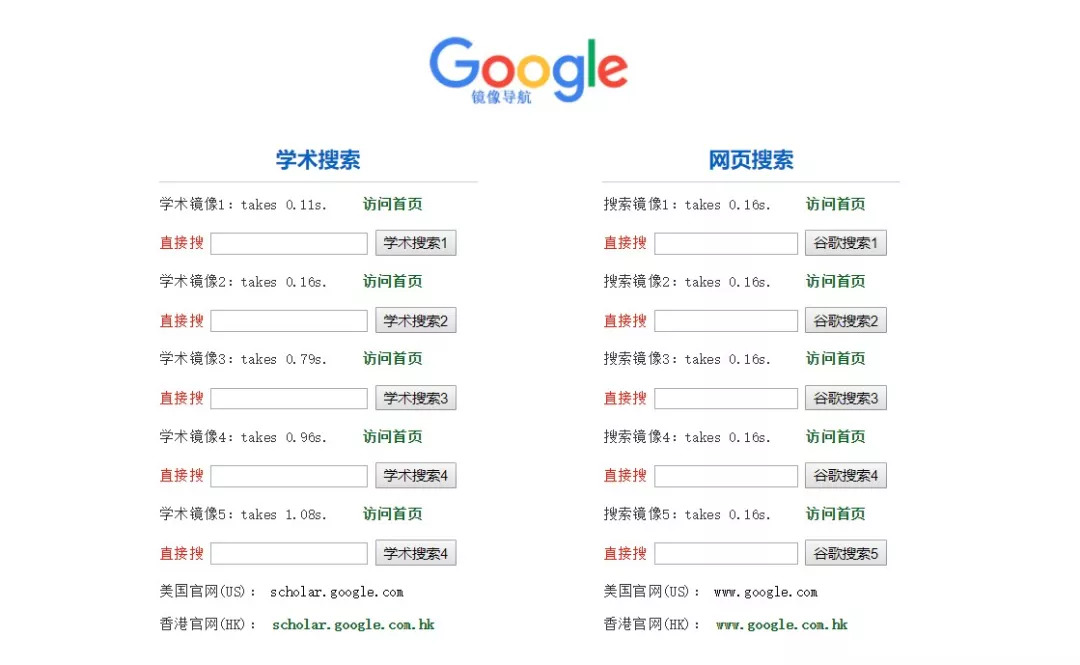 Google
镜像导航
学术搜索
学术镜像1: takes 0.11s. 访问首页
直接搜 学术搜索1
学术镜像2: takes 0.16s. 访问首页
直接搜 学术搜索2
学术镜像3: takes 0.79s. 访问首页
直接搜 学术搜索3
学术镜像4: takes 0.96s. 访问首页
直接搜 学术搜索4
学术镜像5: takes 1.08s. 访问首页
直接搜 学术搜索4
美国官网(US): scholar.google.com
香港官网(HK): scholar.google.com.hk
网页搜索
搜索镜像1: takes 0.16s. 访问首页
直接搜 谷歌搜索1
搜索镜像2: takes 0.16s. 访问首页
直接搜 谷歌搜索2
搜索镜像3: takes 0.16s. 访问首页
直接搜 谷歌搜索3
搜索镜像4: takes 0.16s. 访问首页
直接搜 谷歌搜索4
搜索镜像5: takes 0.16s. 访问首页
直接搜 谷歌搜索5
美国官网(US): www.google.com
香港官网(HK): www.google.com.hk